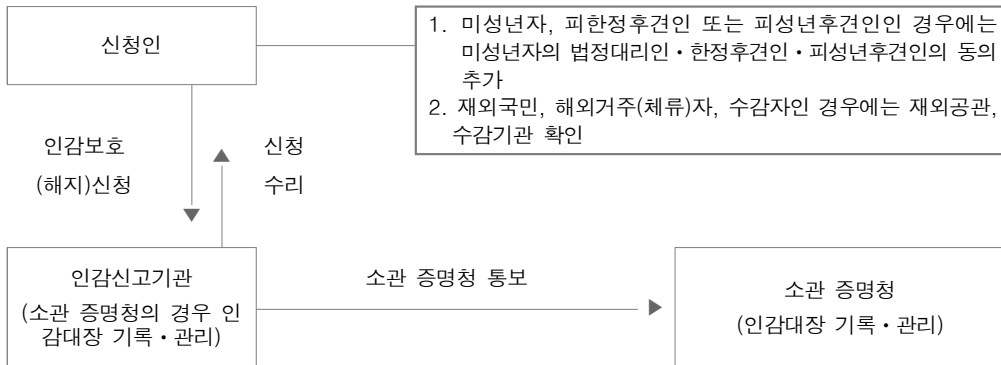 신청인
1. 미성년자, 피한정후견인 또는 피성년후견인인 경우에는
미성년자의 법정대리인・한정후견인・피성년후견인의 동의
추가
2. 재외국민, 해외거주(체류)자, 수감자인 경우에는 재외공관,
수감기관 확인
인감보호
(해지)신청
신청
수리
인감신고기관
(소관 증명청의 경우 인
감대장 기록・관리)
소관 증명청 통보
소관 증명청
(인감대장 기록・관리)